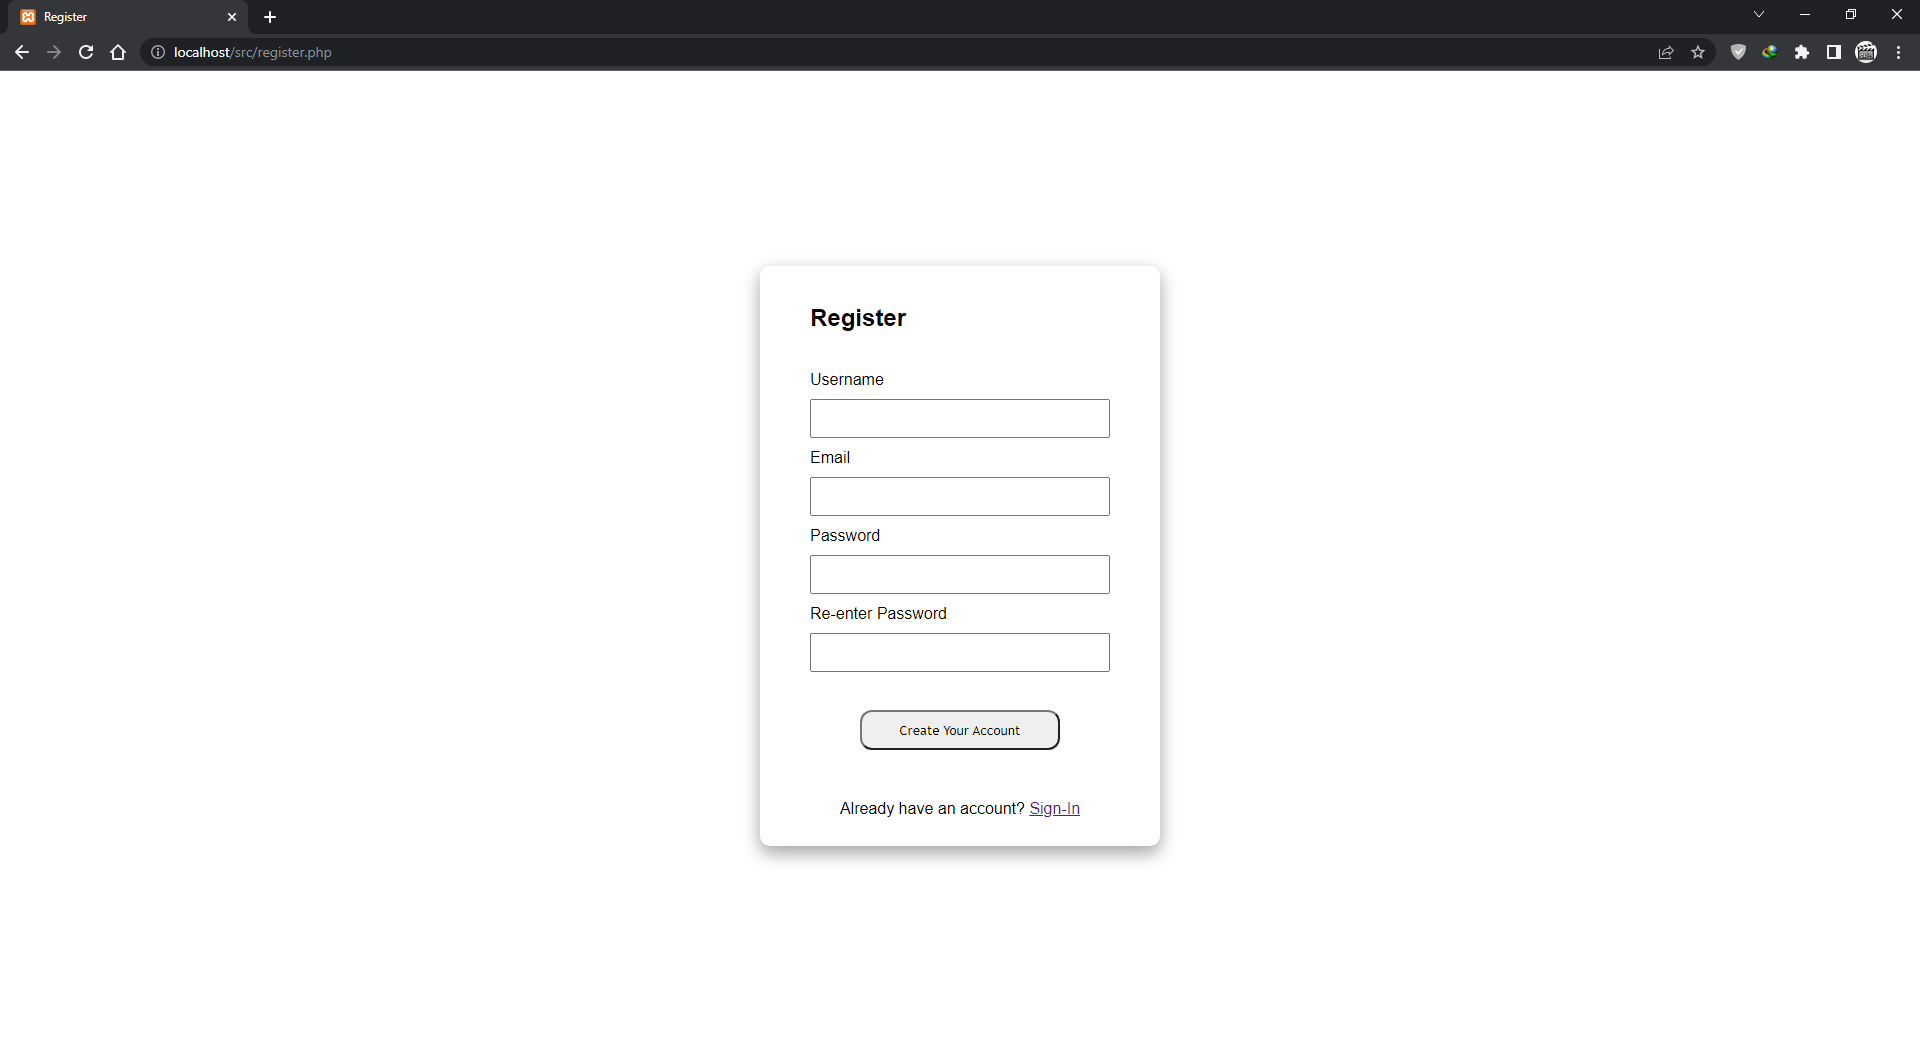 Register
localhost/src/register.php
Register
Username
Email
Password
Re-enter Password
Create Your Account
Already have an account? Sign-In